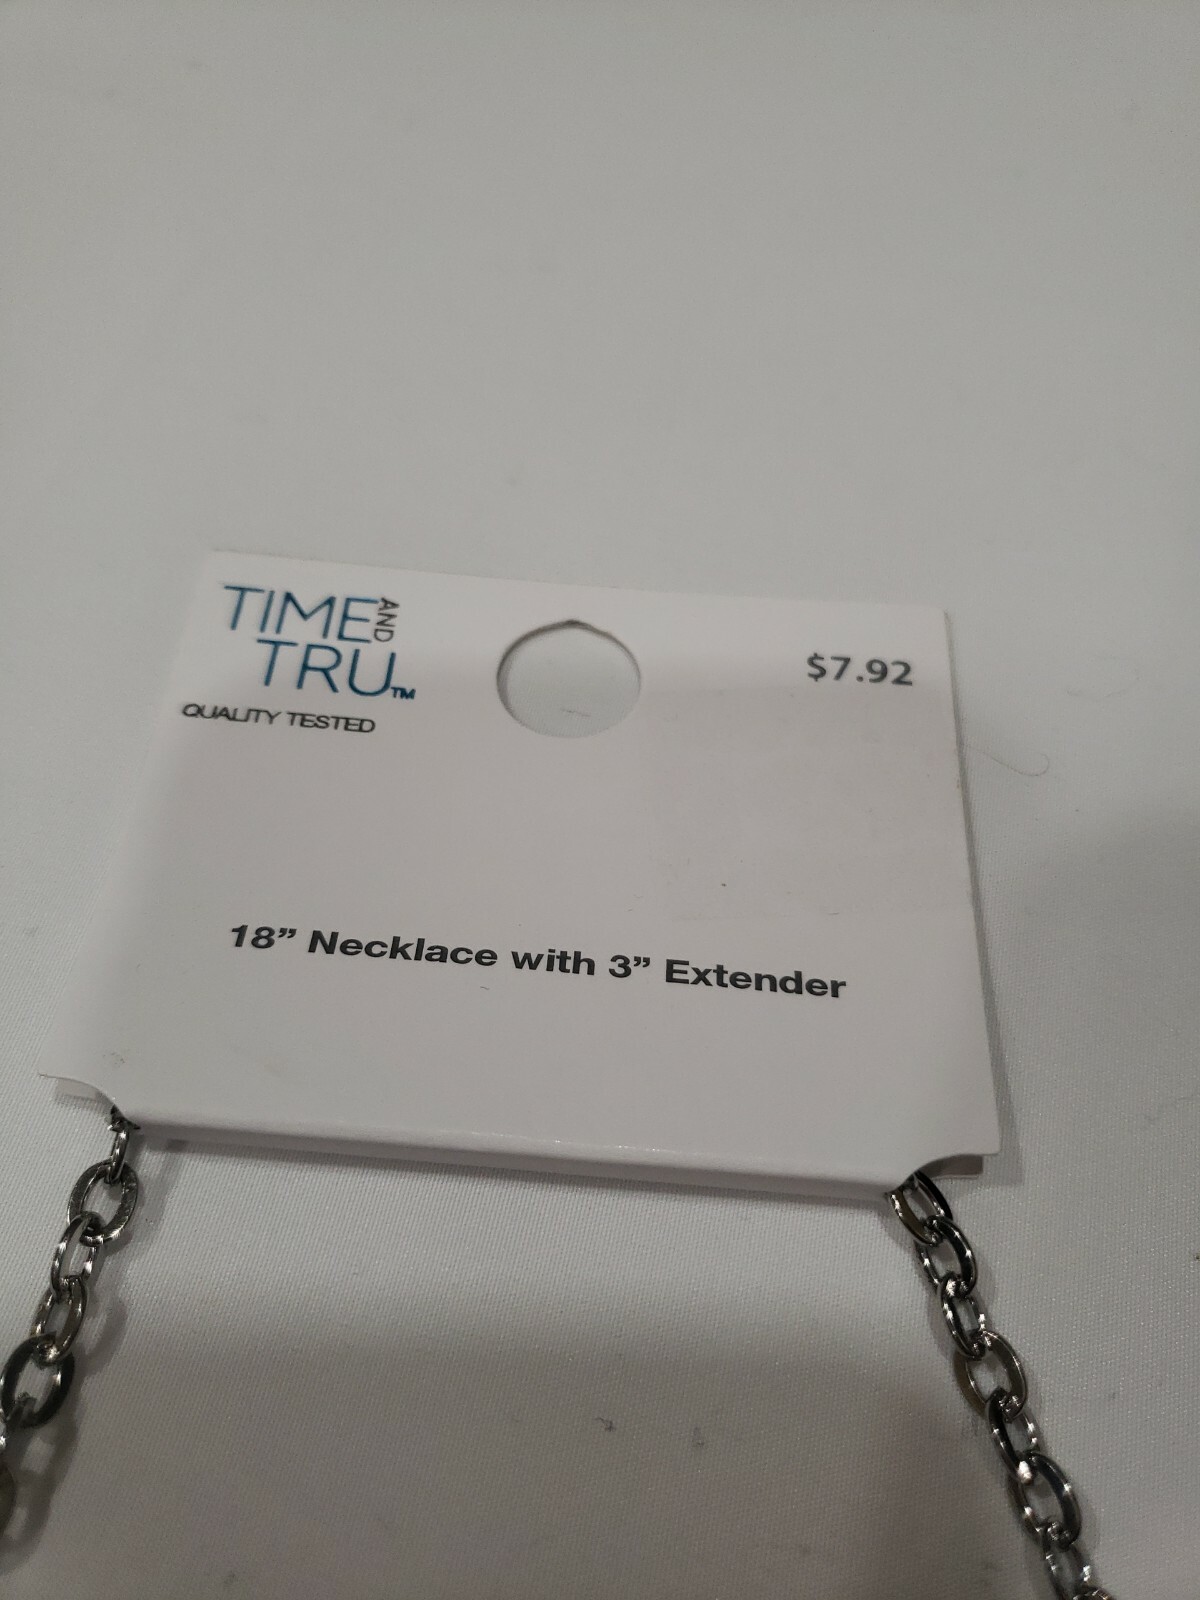 TIME AND
TRU™
QUALITY TESTED
$7.92
18” Necklace with 3” Extender